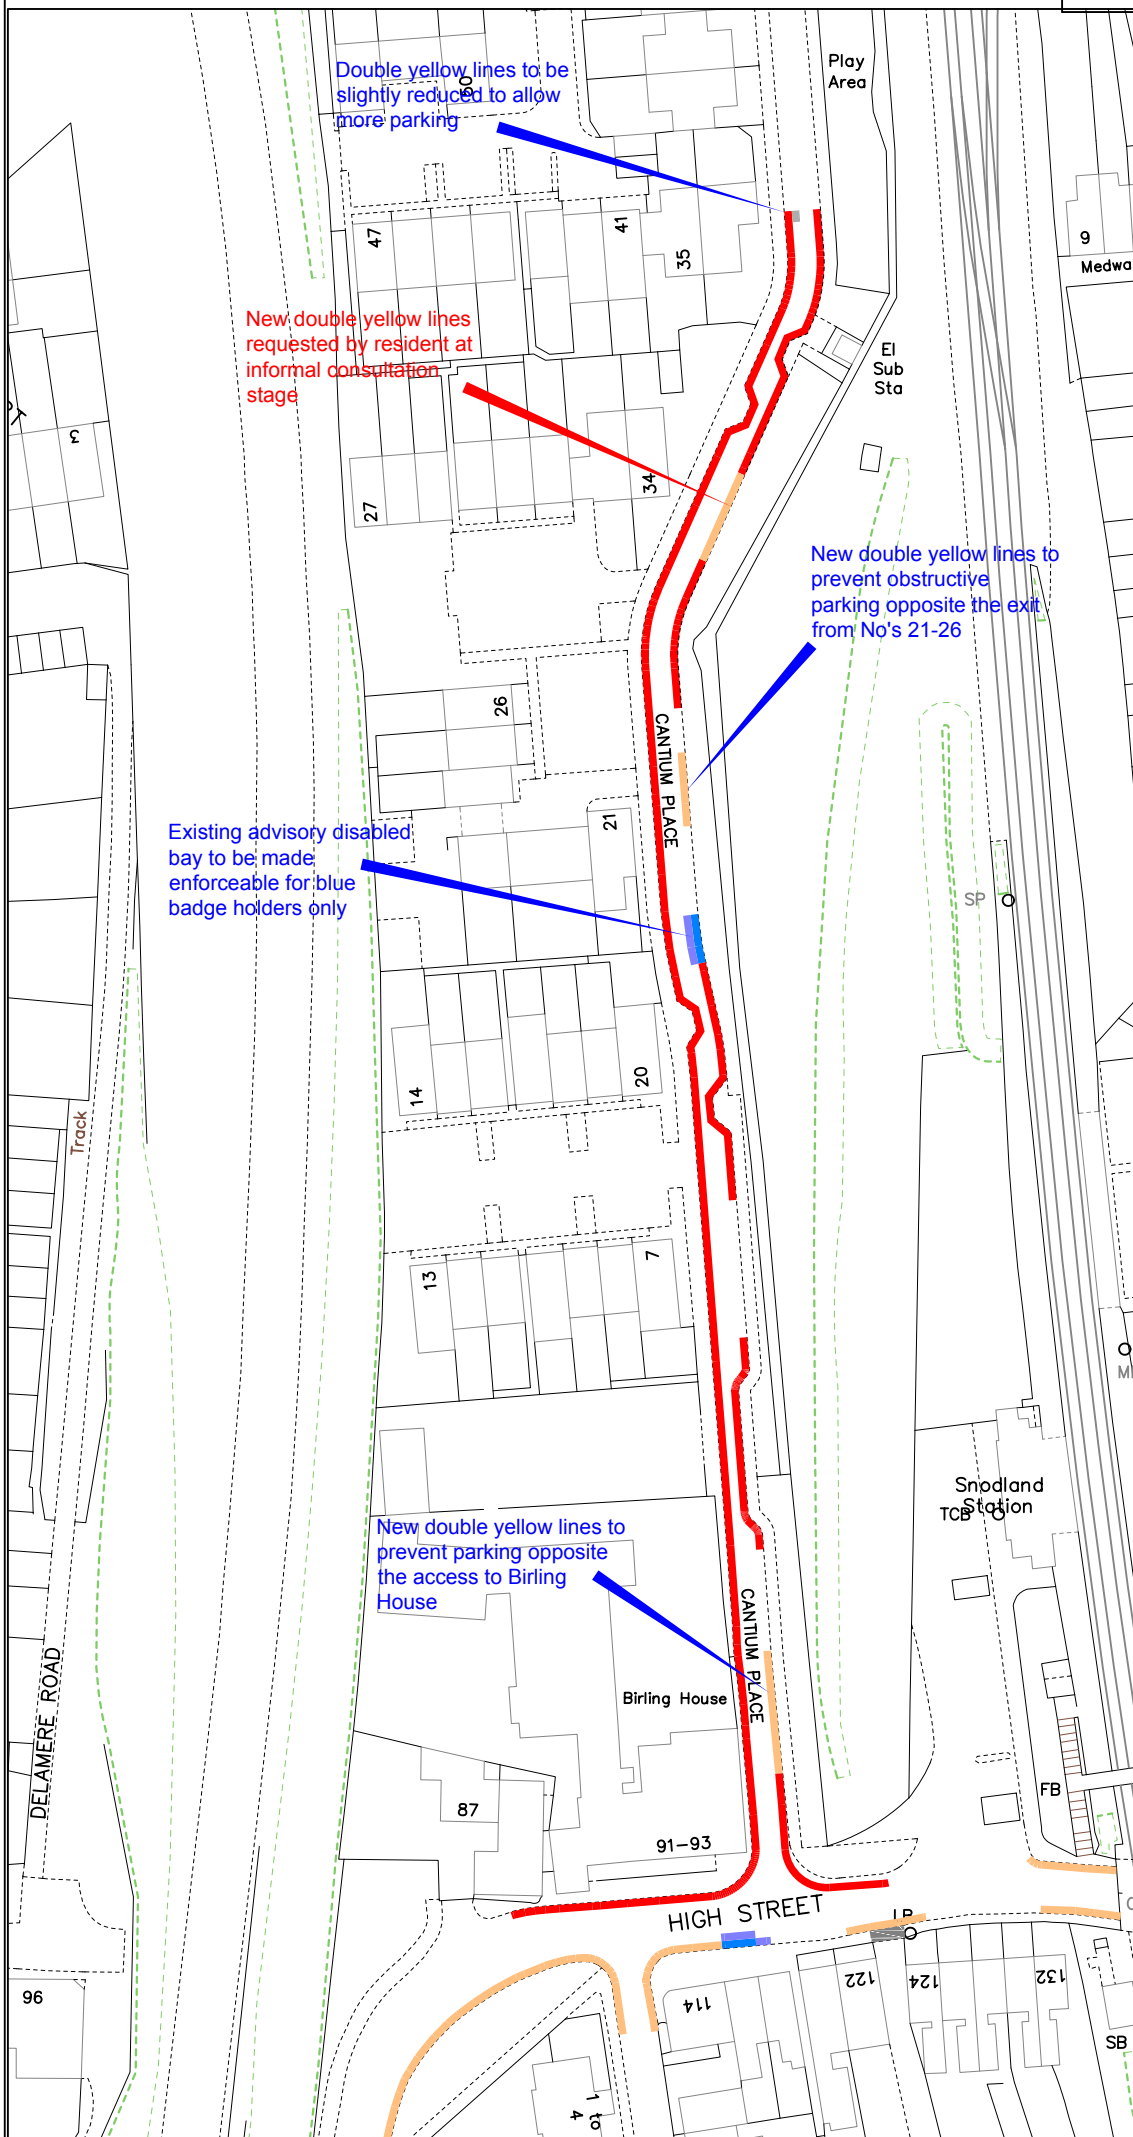 Double yellow lines to be
slightly reduced to allow
more parking
50
Play
Area
47
41
35
9
Medwa
New double yellow lines
requested by resident at
informal consultation
stage
El
Sub
Sta
3
27
34
New double yellow lines to
prevent obstructive
parking opposite the exit
from No's 21-26
26
CANTIUM PLACE
21
Existing advisory disabled
bay to be made
enforceable for blue
badge holders only
SP
14
20
Track
13
7
Snodland
Station
TCB
New double yellow lines to
prevent parking opposite
the access to Birling
House
CANTIUM PLACE
Birling House
DELAMERE ROAD
FB
87
91-93
HIGH STREET
LB
96
114
122
124
132
SB
1 to
4